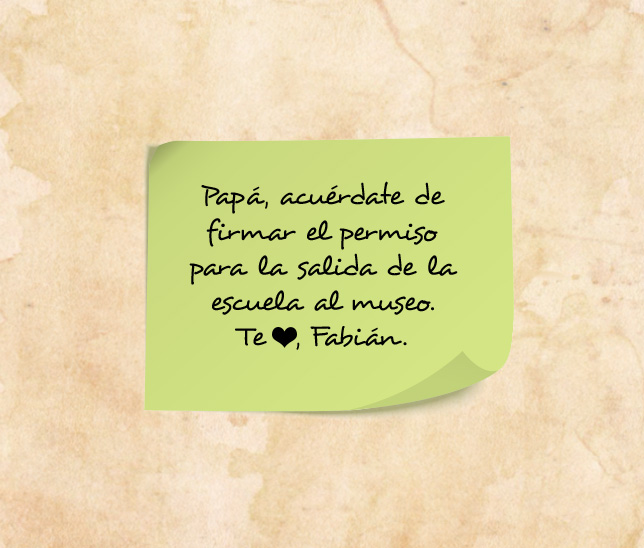 Papá, acuérdate de
firmar el permiso
para la salida de la
escuela al museo.
Te ❤, Fabián.